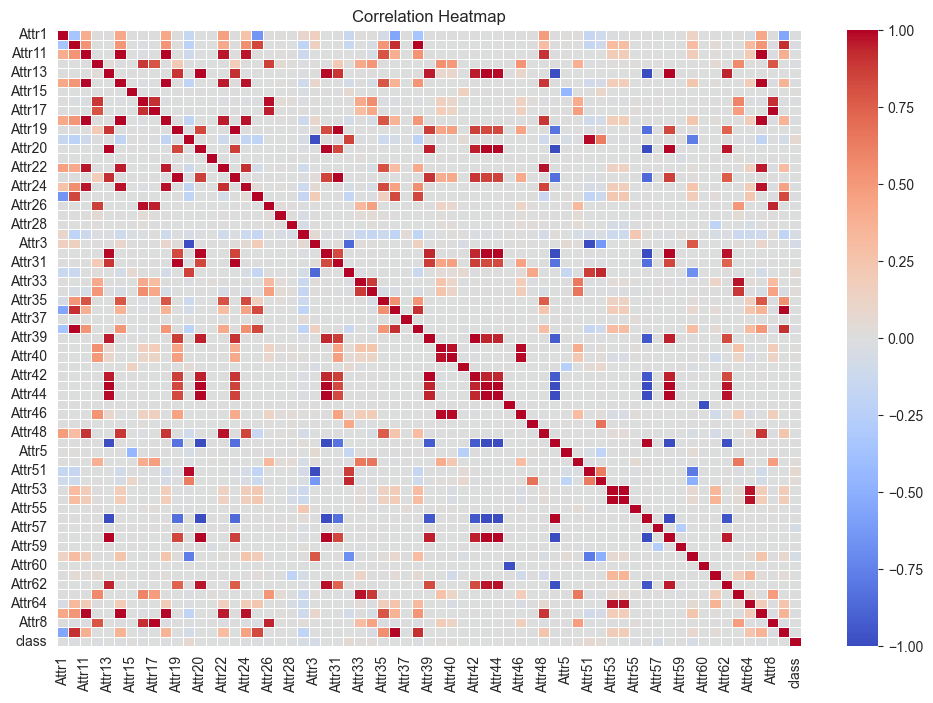 Correlation Heatmap
Attr1
Attr11
Attr13
Attr15
Attr17
Attr19
Attr20
Attr22
Attr24
Attr26
Attr28
Attr3
Attr31
Attr33
Attr35
Attr37
Attr39
Attr40
Attr42
Attr44
Attr46
Attr48
Attr5
Attr51
Attr53
Attr55
Attr57
Attr59
Attr60
Attr62
Attr64
Attr8
class
Attr1
Attr11
Attr13
Attr15
Attr17
Attr19
Attr20
Attr22
Attr24
Attr26
Attr28
Attr3
Attr31
Attr33
Attr35
Attr37
Attr39
Attr40
Attr42
Attr44
Attr46
Attr48
Attr5
Attr51
Attr53
Attr55
Attr57
Attr59
Attr60
Attr62
Attr64
Attr8
class
1.00
0.75
0.50
0.25
0.00
−0.25
−0.50
−0.75
−1.00